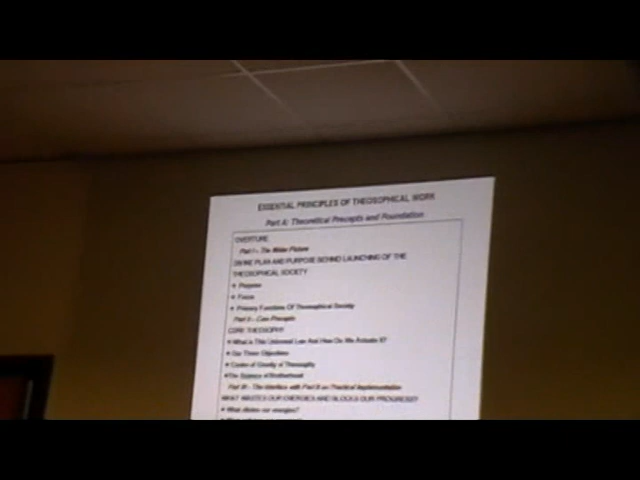 ESSENTIAL PRINCIPLES OF THEOSOPHICAL WORK
Part A: Theoretical Precepts and Foundation
OVERTURE
Part I - The Wider Picture
DIVINE PLAN AND PURPOSE BEHIND LAUNCHING OF THE
THEOSOPHICAL SOCIETY
Purpose
Focus
Primary Functions Of Theosophical Society
Part II - Core Precepts
CORE THEOSOPHY
What Is This Universal Law And How Do We Actuate It?
Our Three Objectives
Centre of Gravity of Theosophy
The Science of Brotherhood
Part III - The Interface with Part B on Practical Implementation
WHAT WASTES OUR ENERGIES AND BLOCKS OUR PROGRESS?
What dilutes our energies?